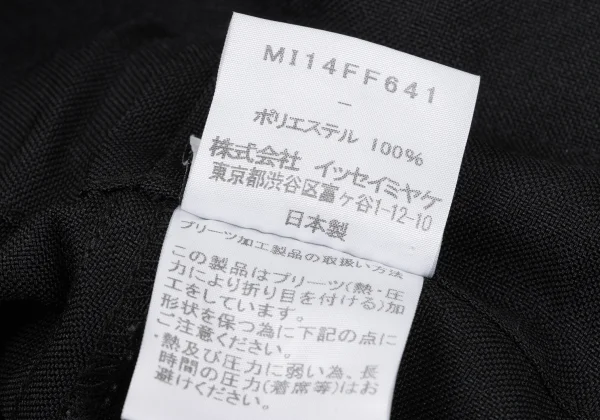 MI14FF641
—
ポリエステル 100%
株式会社 イッセイミヤケ
東京都渋谷区富ヶ谷1-12-10
日本製
プリーツ加工製品の取扱い方法
この製品はプリーツ(熱・圧
力により折り目を付ける)加
工をしています。
形状を保つ為に下記の点に
ご注意ください。
・熱及び圧力に弱い為、長
時間の圧力(着席等)はお
避けください。